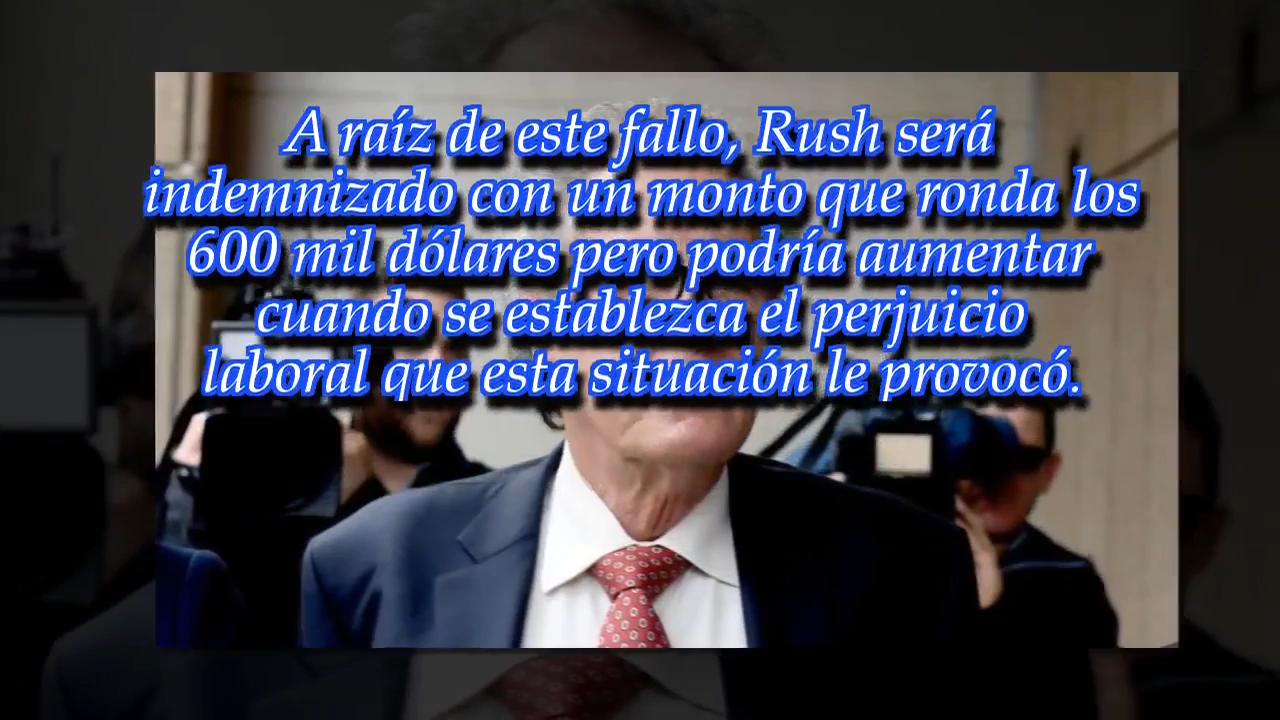 A raíz de este fallo, Rush será
indemnizado con un monto que ronda los
600 mil dólares pero podría aumentar
cuando se establezca el perjuicio
laboral que esta situación le provocó.